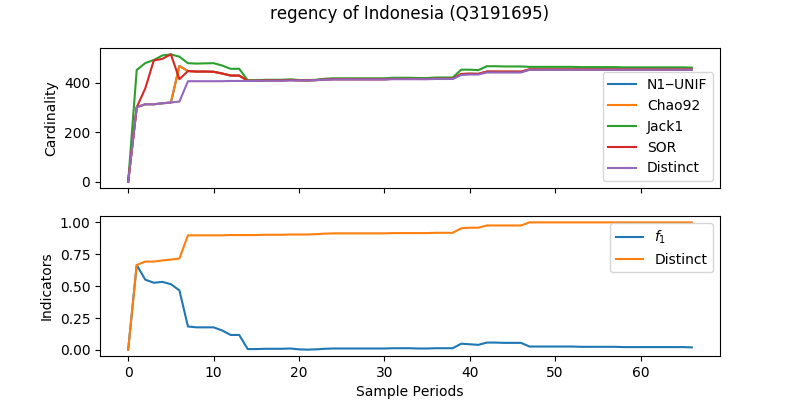 regency of Indonesia (Q3191695)
Cardinality
400
200
0
N1−UNIF
Chao92
Jack1
SOR
Distinct
Indicators
1.00
0.75
0.50
0.25
0.00
f1
Distinct
0
10
20
30
40
50
60
Sample Periods